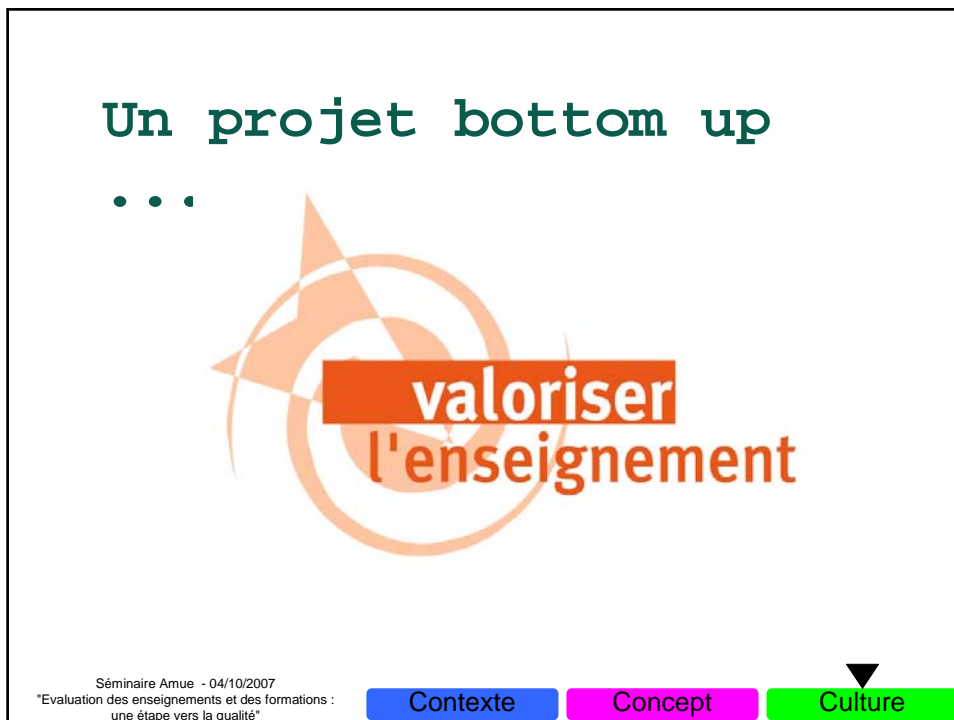 Un projet bottom up
...
valoriser
l'enseignement
Séminaire Amue - 04/10/2007
"Evaluation des enseignements et des formations :
une étape vers la qualité"
Contexte
Concept
Culture